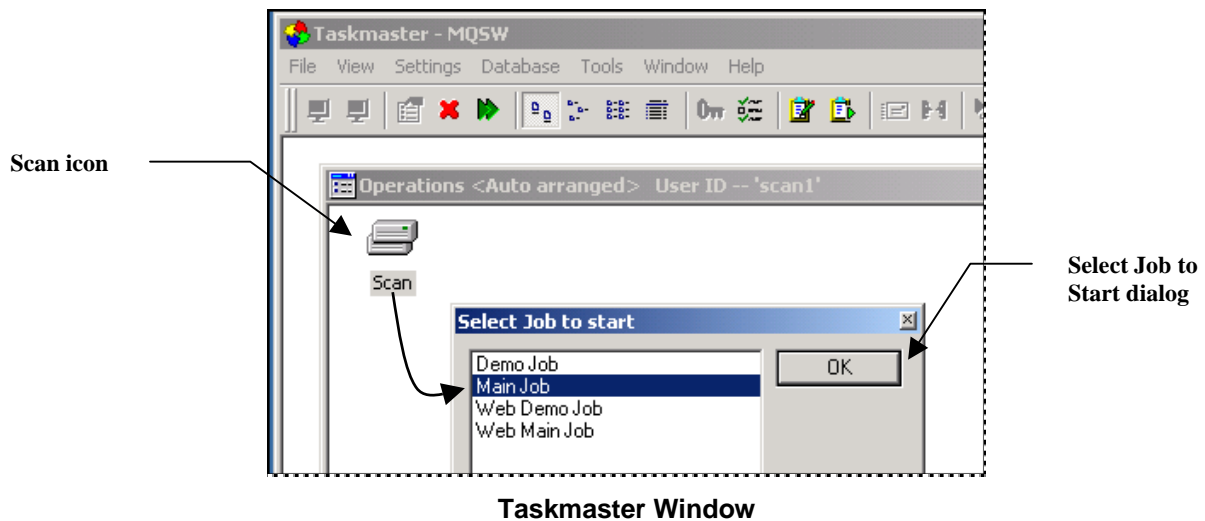 Taskmaster - MQSW
File View Settings Database Tools Window Help
Scan icon
Operations <Auto arranged> User ID -- 'scan1'
Scan
Select Job to
Start dialog
Select Job to start
Demo Job
OK
Main Job
Web Demo Job
Web Main Job
Taskmaster Window